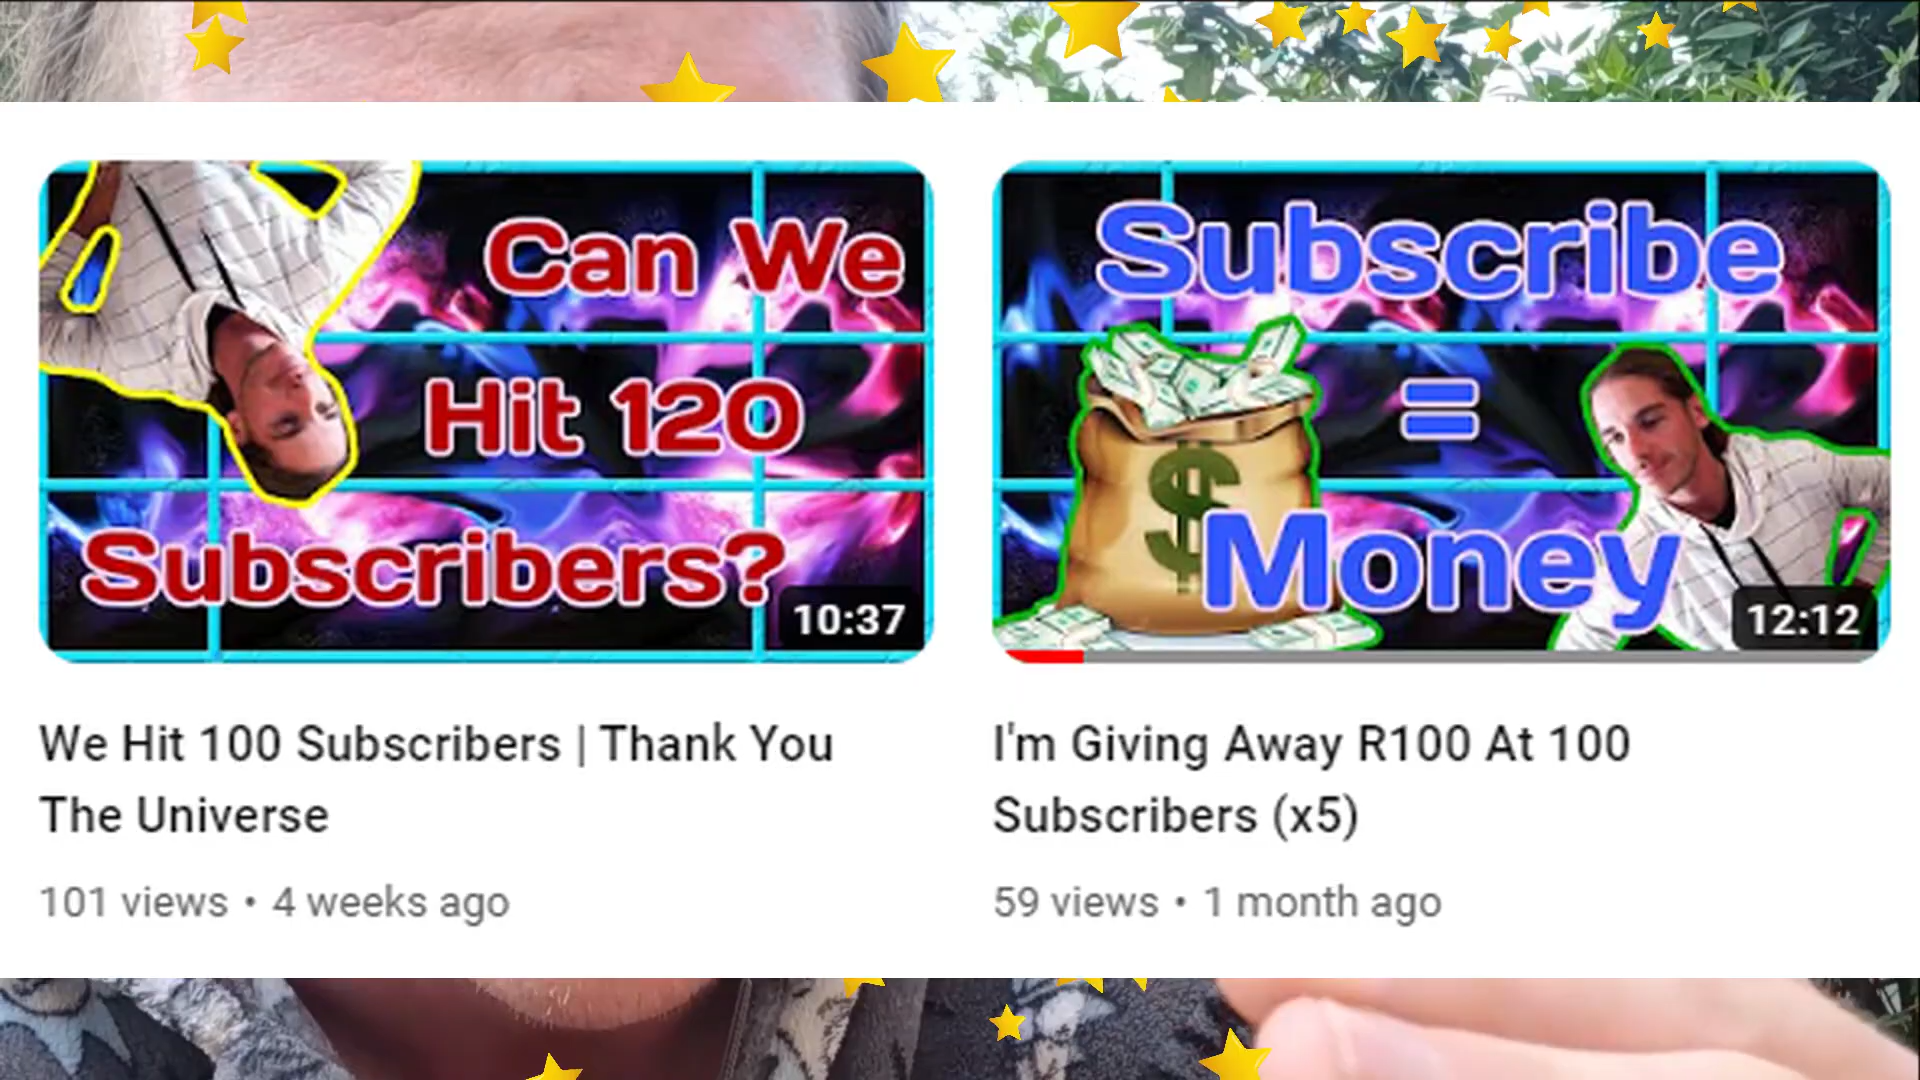 Can We
Hit 120
Subscribers?
10:37
We Hit 100 Subscribers | Thank You
The Universe
101 views • 4 weeks ago
Subscribe
=
$
Money
12:12
I'm Giving Away R100 At 100
Subscribers (x5)
59 views • 1 month ago